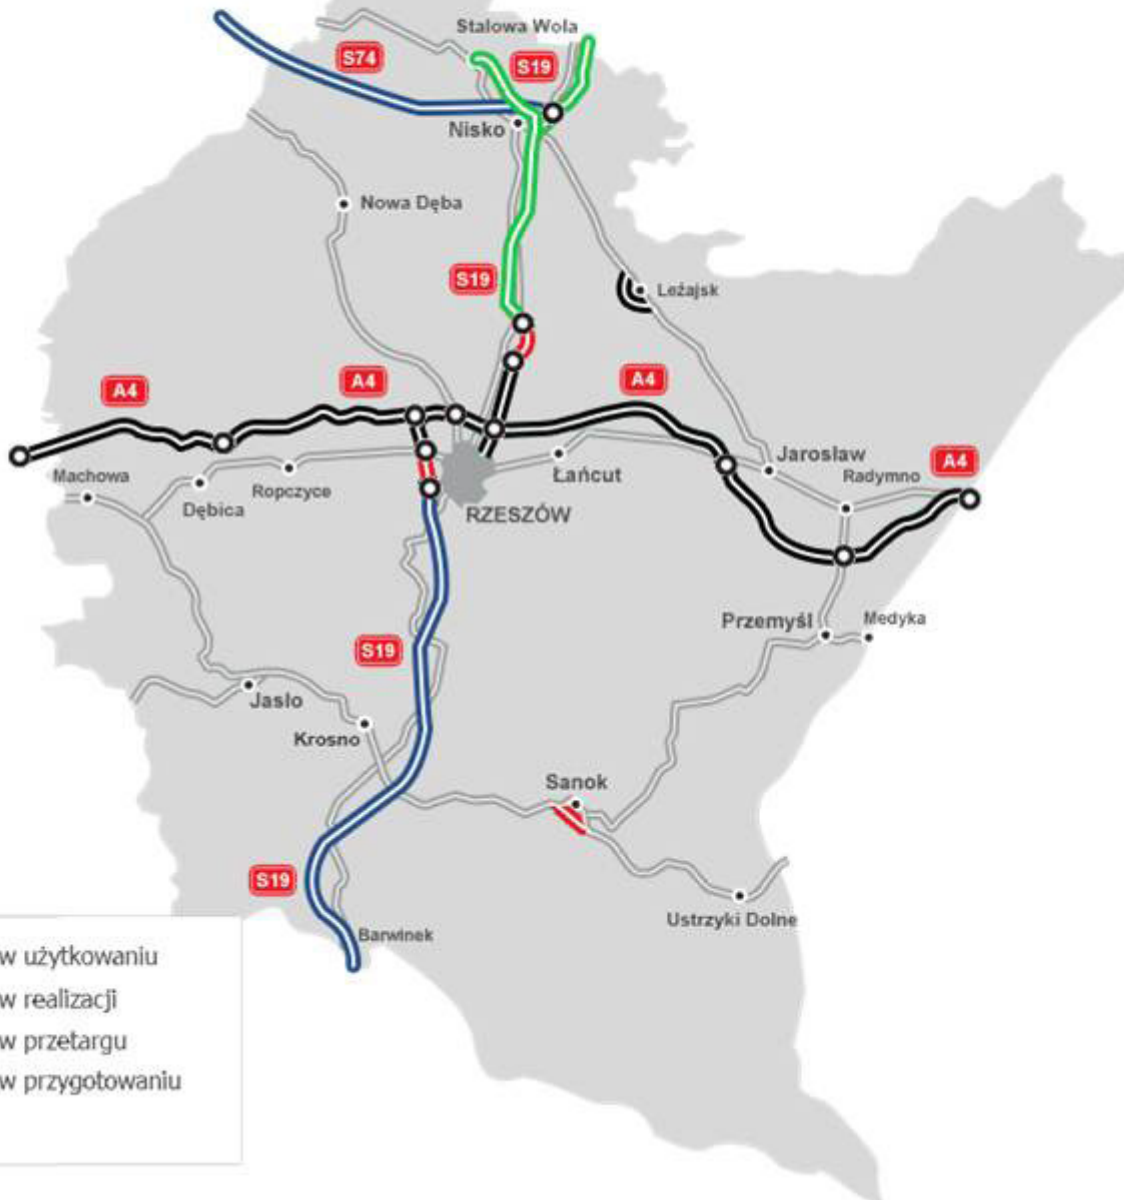 Stalowa Wola
S74
S19
Nisko
Nowa Dęba
S19
Leżajsk
A4
A4
A4
Machowa
Dębica
Ropczyce
Łańcut
Jarosław
Radymno
A4
RZESZÓW
Przemyśl
Medyka
S19
Jasło
Krosno
Sanok
S19
Barwinek
Ustrzyki Dolne
w użytkowaniu
w realizacji
w przetargu
w przygotowaniu